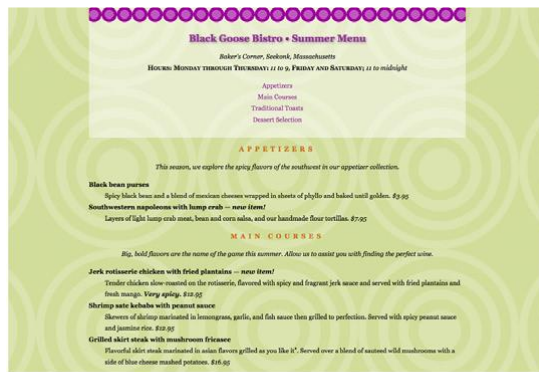 Black Goose Bistro • Summer Menu
Baker's Corner, Seekonk, Massachusetts
Hours: Monday through Thursday: 11 to 9, Friday and Saturday; 11 to midnight
Appetizers
Main Courses
Traditional Toasts
Dessert Selection
APPETIZERS
This season, we explore the spicy flavors of the southwest in our appetizer collection.
Black bean purses
Spicy black bean and a blend of mexican cheeses wrapped in sheets of phyllo and baked until golden. $3.95
Southwestern napoleons with lump crab — new item!
Layers of light lump crab meat, bean and corn salsa, and our handmade flour tortillas. $7.95
MAIN COURSES
Big, bold flavors are the name of the game this summer. Allow us to assist you with finding the perfect wine.
Jerk rotisserie chicken with fried plantains — new item!
Tender chicken slow-roasted on the rotisserie, flavored with spicy and fragrant jerk sauce and served with fried plantains and
fresh mango. Very spicy. $12.95
Shrimp sate kebabs with peanut sauce
Skewers of shrimp marinated in lemongrass, garlic, and fish sauce then grilled to perfection. Served with spicy peanut sauce
and jasmine rice. $12.95
Grilled skirt steak with mushroom fricasee
Flavorful skirt steak marinated in asian flavors grilled as you like it*. Served over a blend of sauteed wild mushrooms with a
side of blue cheese mashed potatoes. $16.95